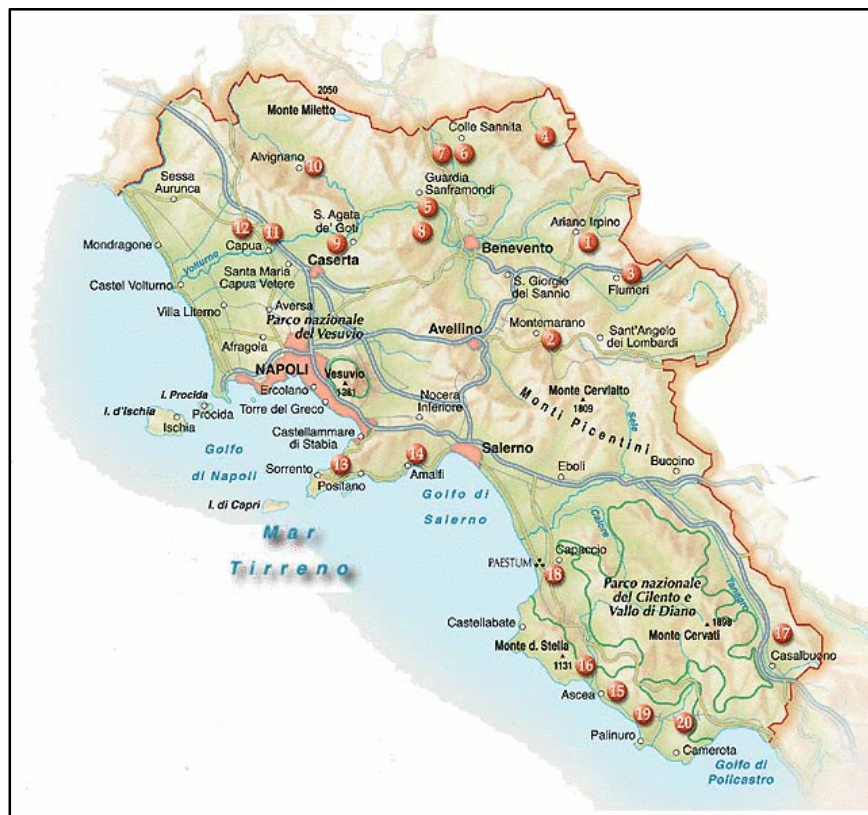 2050
Monte Miletto
Colle Sannita
4
7
6
Alvignano
10
Guardia
Sanframondi
Sessa
Aurunca
5
S. Agata
de' Goti
Ariano Irpino
12
11
8
9
1
Mondragone
Capua
Volturno
Caserta
Benevento
Santa Maria
Capua Vetere
3
Castel Volturno
S. Giorgio
del Sannio
Flumeri
Villa Literno
Aversa
Parco nazionale
del Vesuvio
Avellino
Montemarano
2
Sant'Angelo
dei Lombardi
Afragola
NAPOLI
Vesuvio
1281
Ercolano
Monte Cervialto
1809
I. Procida
Procida
Torre del Greco
Nocera
Inferiore
Monti Picentini
Sele
I. d'Ischia
Ischia
Castellammare
di Stabia
Golfo
di Napoli
Salerno
Buccino
14
13
Sorrento
Positano
Amalfi
Eboli
Golfo di
Salerno
I. di Capri
Mar
Tirreno
Calore
PAESTUM
Capaccio
18
Parco nazionale
del Cilento e
Vallo di Diano
Tanagro
Castellabate
1898
Monte Cervati
17
Monte d. Stella
1131
16
Casalbuono
Ascea
15
19
20
Palinuro
Camerota
Golfo di
Policastro